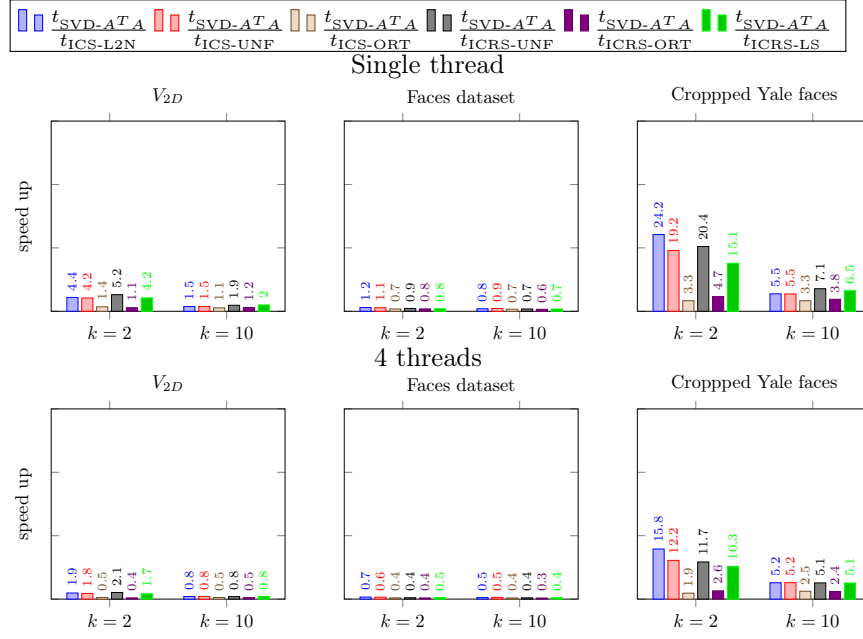 t_SVD-A^T A / t_ICS-L2N t_SVD-A^T A / t_ICS-UNF t_SVD-A^T A / t_ICS-ORT t_SVD-A^T A / t_ICRS-UNF t_SVD-A^T A / t_ICRS-ORT t_SVD-A^T A / t_ICRS-LS
Single thread
V_2D Faces dataset Croppped Yale faces
speed up
4.4 4.2 1.4 5.2 1.1 4.2 1.5 1.5 1.1 1.9 1.2 2
1.2 1.1 0.7 0.9 0.8 0.8 0.8 0.9 0.7 0.7 0.6 0.7
24.2 19.2 3.3 20.4 4.7 15.1 5.5 5.5 3.3 7.1 3.8 6.5
k = 2 k = 10 k = 2 k = 10 k = 2 k = 10
4 threads
V_2D Faces dataset Croppped Yale faces
speed up
1.9 1.8 0.5 2.1 0.4 1.7 0.8 0.8 0.5 0.8 0.5 0.8
0.7 0.6 0.4 0.4 0.4 0.5 0.5 0.5 0.4 0.4 0.3 0.4
15.8 12.2 1.9 11.7 2.6 10.3 5.2 5.2 2.5 5.1 2.4 5.1
k = 2 k = 10 k = 2 k = 10 k = 2 k = 10